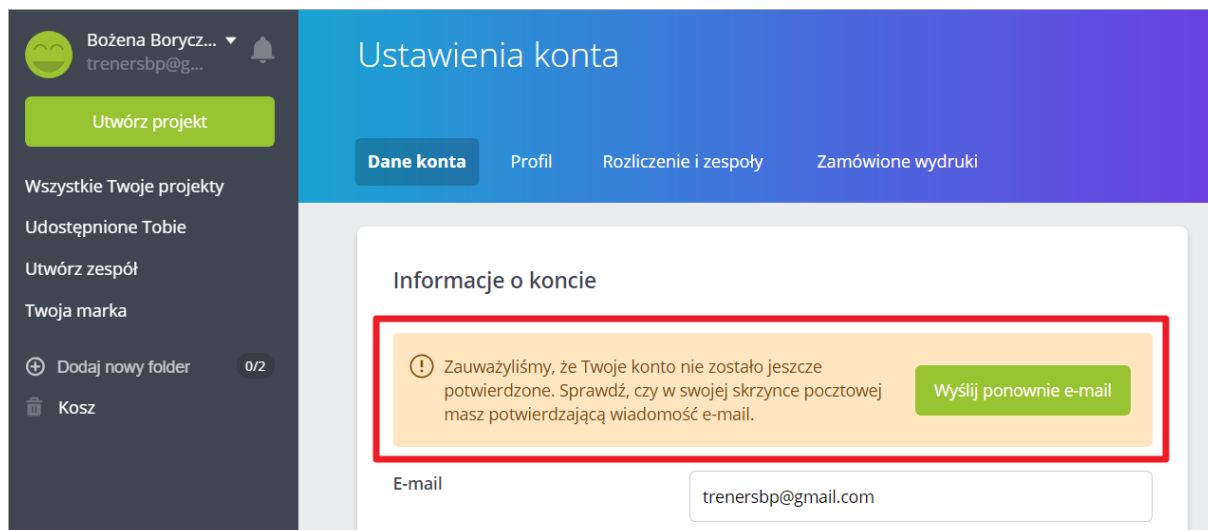 Bożena Borycz...
trenersbp@g...
Utwórz projekt
Wszystkie Twoje projekty
Udostępnione Tobie
Utwórz zespół
Twoja marka
Dodaj nowy folder 0/2
Kosz
Ustawienia konta
Dane konta Profil Rozliczenie i zespoły Zamówione wydruki
Informacje o koncie
Zauważyliśmy, że Twoje konto nie zostało jeszcze
potwierdzone. Sprawdź, czy w swojej skrzynce pocztowej
masz potwierdzającą wiadomość e-mail.
Wyślij ponownie e-mail
E-mail
trenersbp@gmail.com